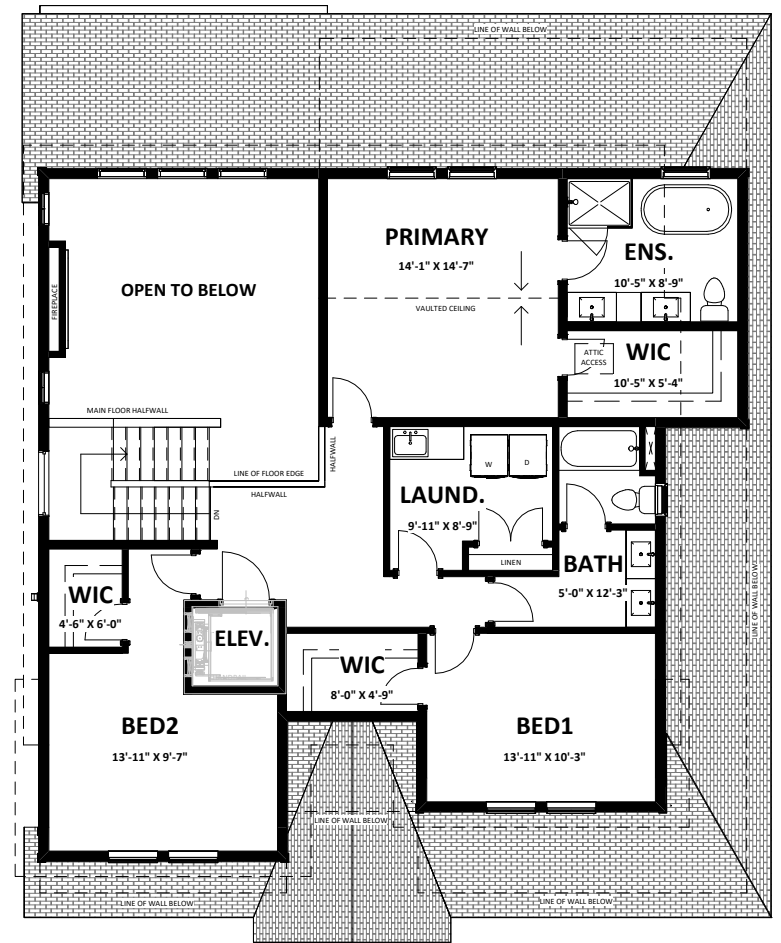 LINE OF WALL BELOW
PRIMARY
14'-1" X 14'-7"
ENS.
10'-5" X 8'-9"
OPEN TO BELOW
FIREPLACE
VAULTED CEILING
ATTIC
ACCESS
WIC
10'-5" X 5'-4"
MAIN FLOOR HALFWALL
HALFWALL
LINE OF FLOOR EDGE
HALFWALL
DN
W
D
LAUND.
9'-11" X 8'-9"
LINEN
BATH
5'-0" X 12'-3"
LINE OF WALL BELOW
LINE OF WALL BELOW
WIC
4'-6" X 6'-0"
ELEV.
WIC
8'-0" X 4'-9"
BED2
13'-11" X 9'-7"
BED1
13'-11" X 10'-3"
LINE OF WALL BELOW
LINE OF WALL BELOW
LINE OF WALL BELOW